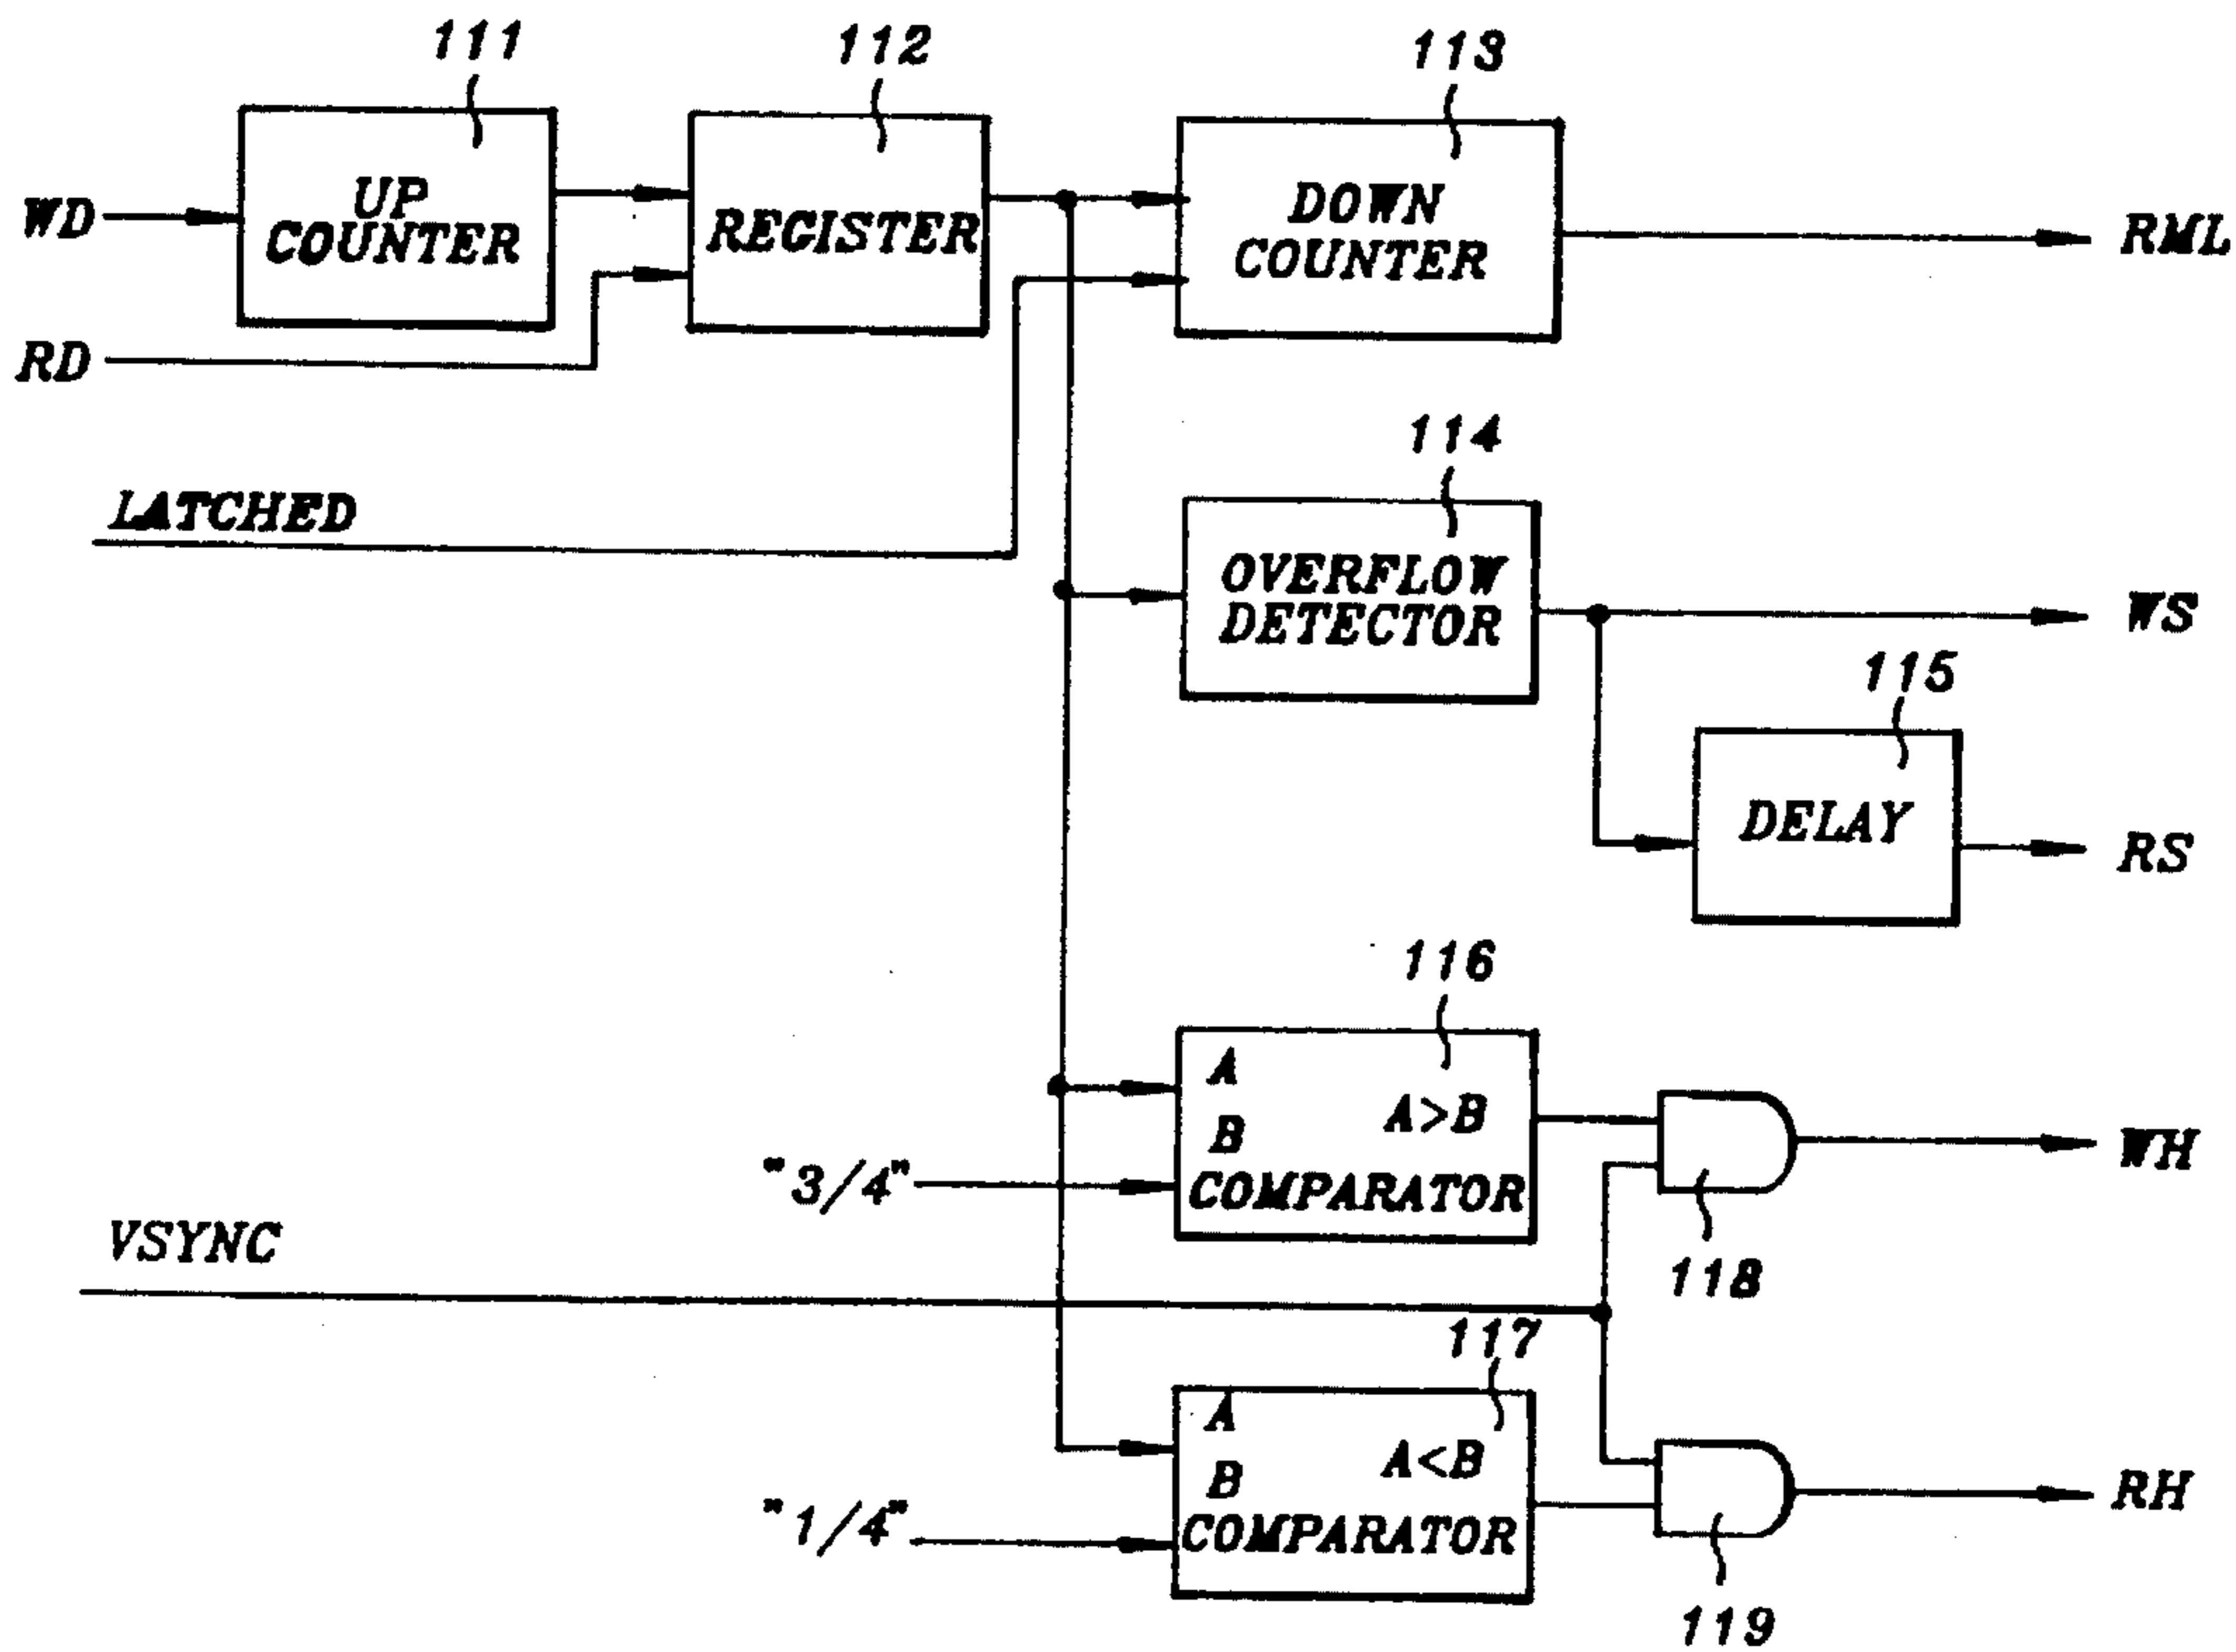 111
112
113
WD
UP
COUNTER
REGISTER
DOWN
COUNTER
RML
RD
114
LATCHED
OVERFLOW
DETECTOR
WS
115
DELAY
RS
116
A
B
A>B
COMPARATOR
"3/4"
WH
118
VSYNC
117
A
B
A<B
COMPARATOR
"1/4"
RH
119